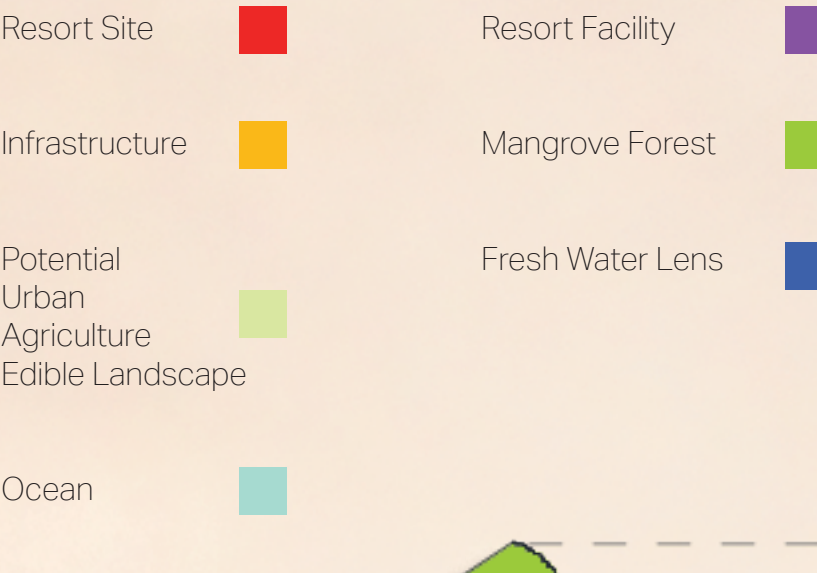 Resort Site
Resort Facility
Infrastructure
Mangrove Forest
Potential
Urban
Agriculture
Edible Landscape
Fresh Water Lens
Ocean